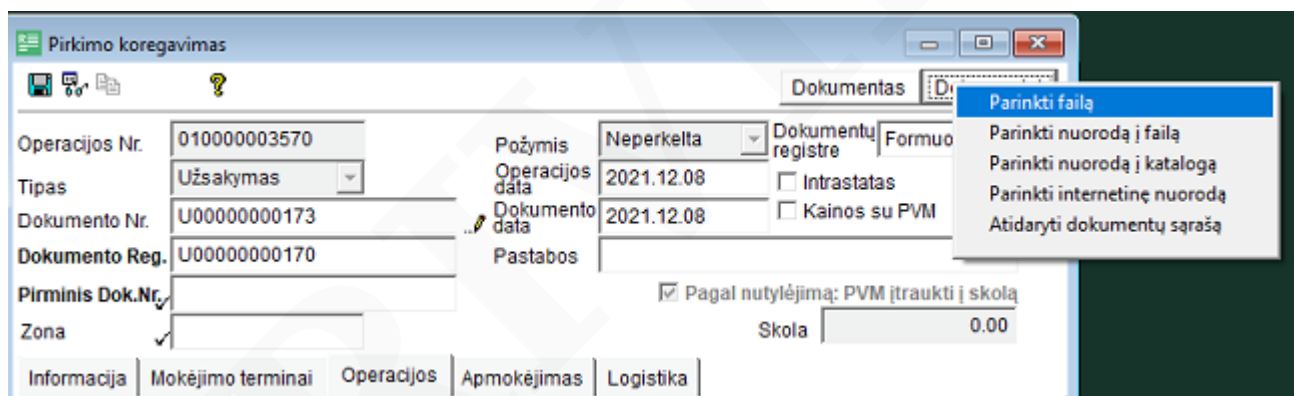 Pirkimo koregavimas
Dokumentas
Parinkti failą
Parinkti nuorodą į failą
Parinkti nuorodą į katalogą
Parinkti internetinę nuorodą
Atidaryti dokumentų sąrašą
Operacijos Nr. 010000003570 Požymis Neperkelta Dokumentų registre
Tipas Užsakymas Operacijos data 2021.12.08 Intrastatas
Dokumento Nr. U00000000173 Dokumento data 2021.12.08 Kainos su PVM
Dokumento Reg. U00000000170 Pastabos
Pirminis Dok.Nr. Pagal nutylėjimą: PVM įtraukti į skolą
Zona Skola 0.00
Informacija Mokėjimo terminai Operacijos Apmokėjimas Logistika